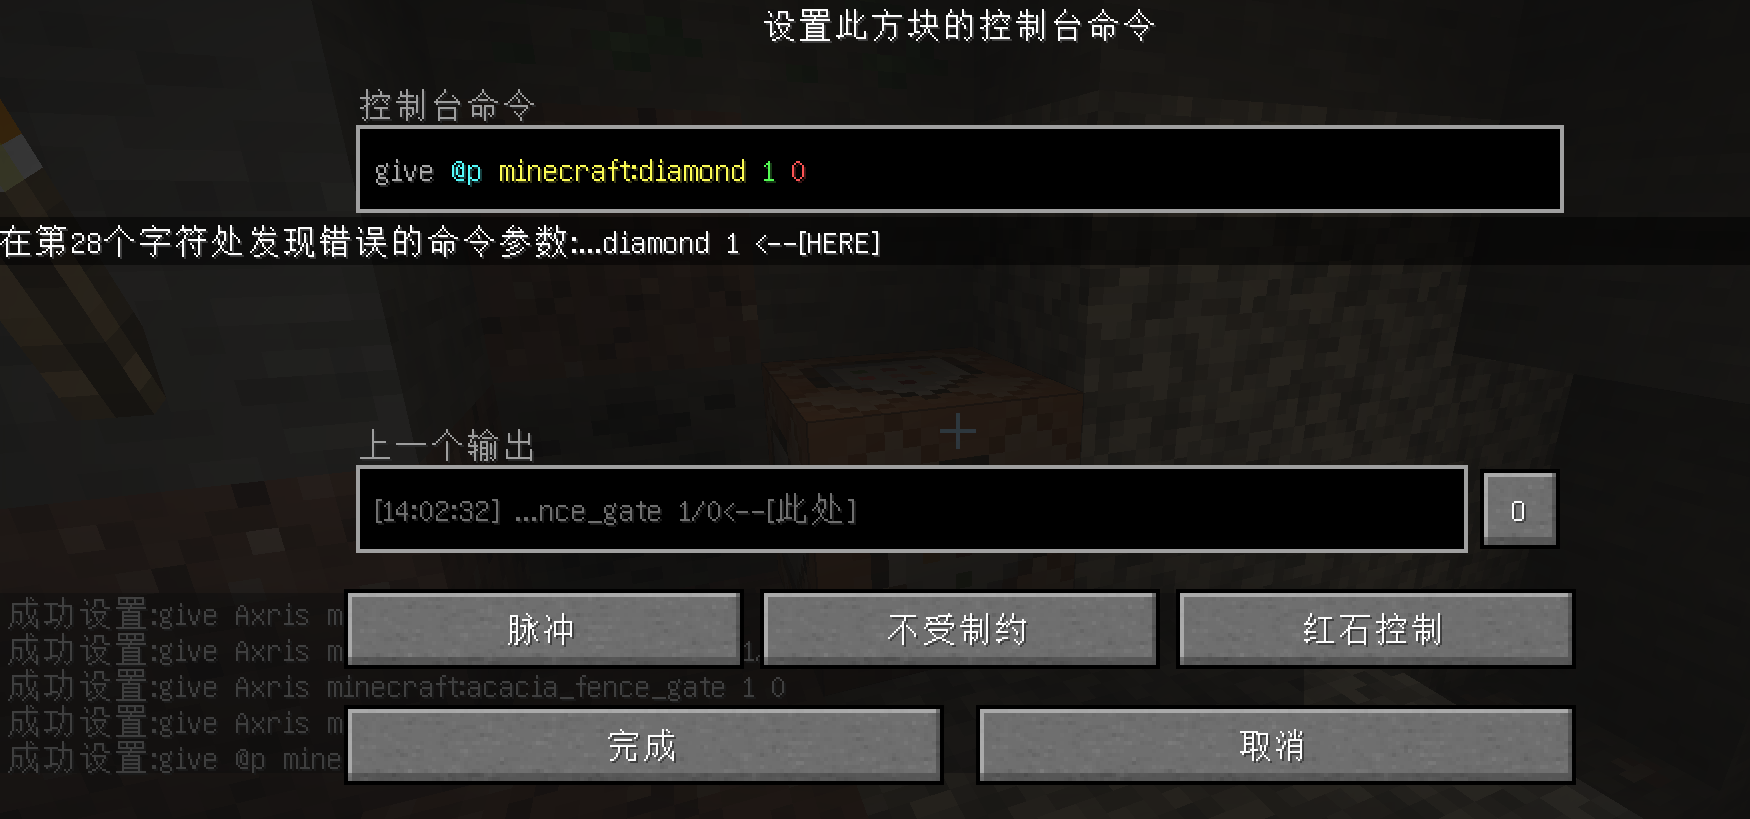 设置此方块的控制台命令
控制台命令
give @p minecraft:diamond 1 0
在第28个字符处发现错误的命令参数:...diamond 1 <--[HERE]
上一个输出
[14:02:32] ...nce_gate 1/0<--[此处]
0
成功设置:give Axris m
脉冲
不受制约
红石控制
成功设置:give Axris m
成功设置:give Axris minecraft:acacia_fence_gate 1 0
成功设置:give Axris m
成功设置:give @p mine
完成
取消